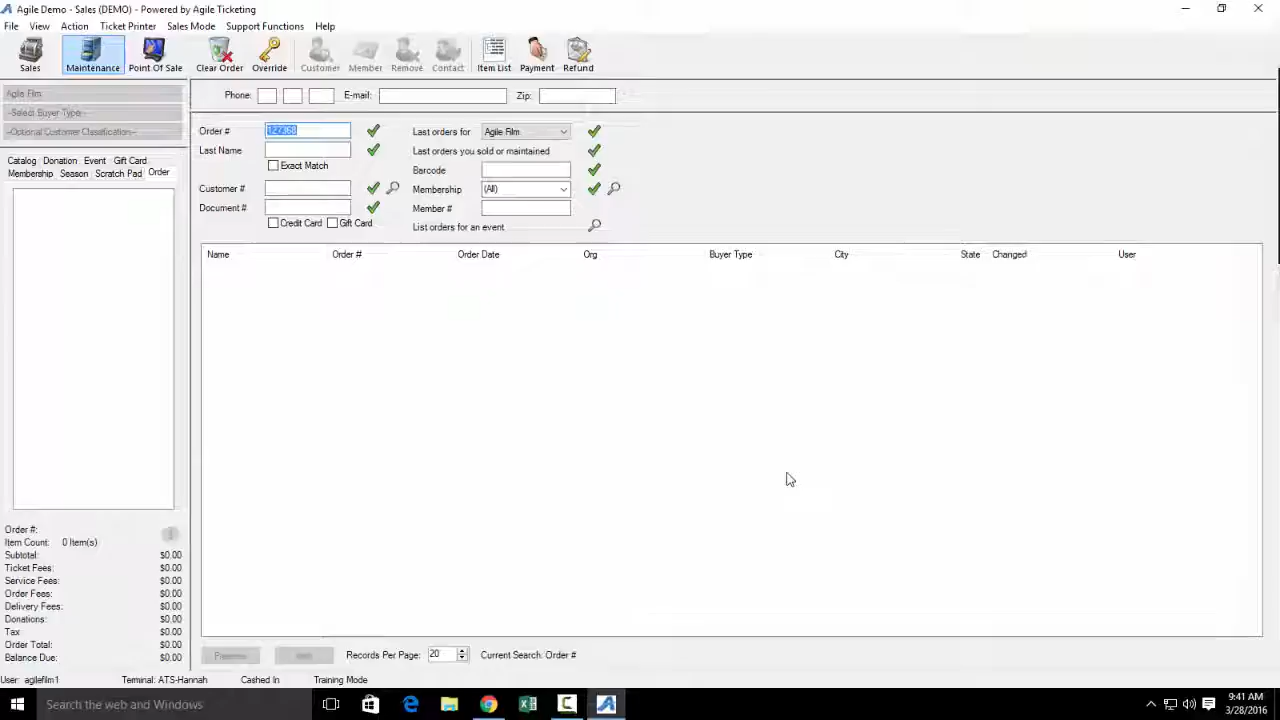 Agile Demo - Sales (DEMO) - Powered by Agile Ticketing
File View Action Ticket Printer Sales Mode Support Functions Help
Sales Maintenance Point Of Sale Clear Order Override Customer Member Remove Contact Item List Payment Refund
Agile Film
--Select Buyer Type--
--Optional Customer Classification--
Phone: E-mail: Zip:
Order # 127368 Last orders for Agile Film
Last Name Last orders you sold or maintained
Exact Match Barcode
Customer # Membership (All)
Document # Member #
Credit Card Gift Card List orders for an event
Catalog Donation Event Gift Card
Membership Season Scratch Pad Order
Name Order # Order Date Org Buyer Type City State Changed User
Order #:
Item Count: 0 Item(s)
Subtotal: $0.00
Ticket Fees: $0.00
Service Fees: $0.00
Order Fees: $0.00
Delivery Fees: $0.00
Donations: $0.00
Tax $0.00
Order Total: $0.00
Balance Due: $0.00
Records Per Page: 20 Current Search: Order #
User: agilefilm1 Terminal: ATS-Hannah Cashed In Training Mode
Search the web and Windows
9:41 AM
3/28/2016